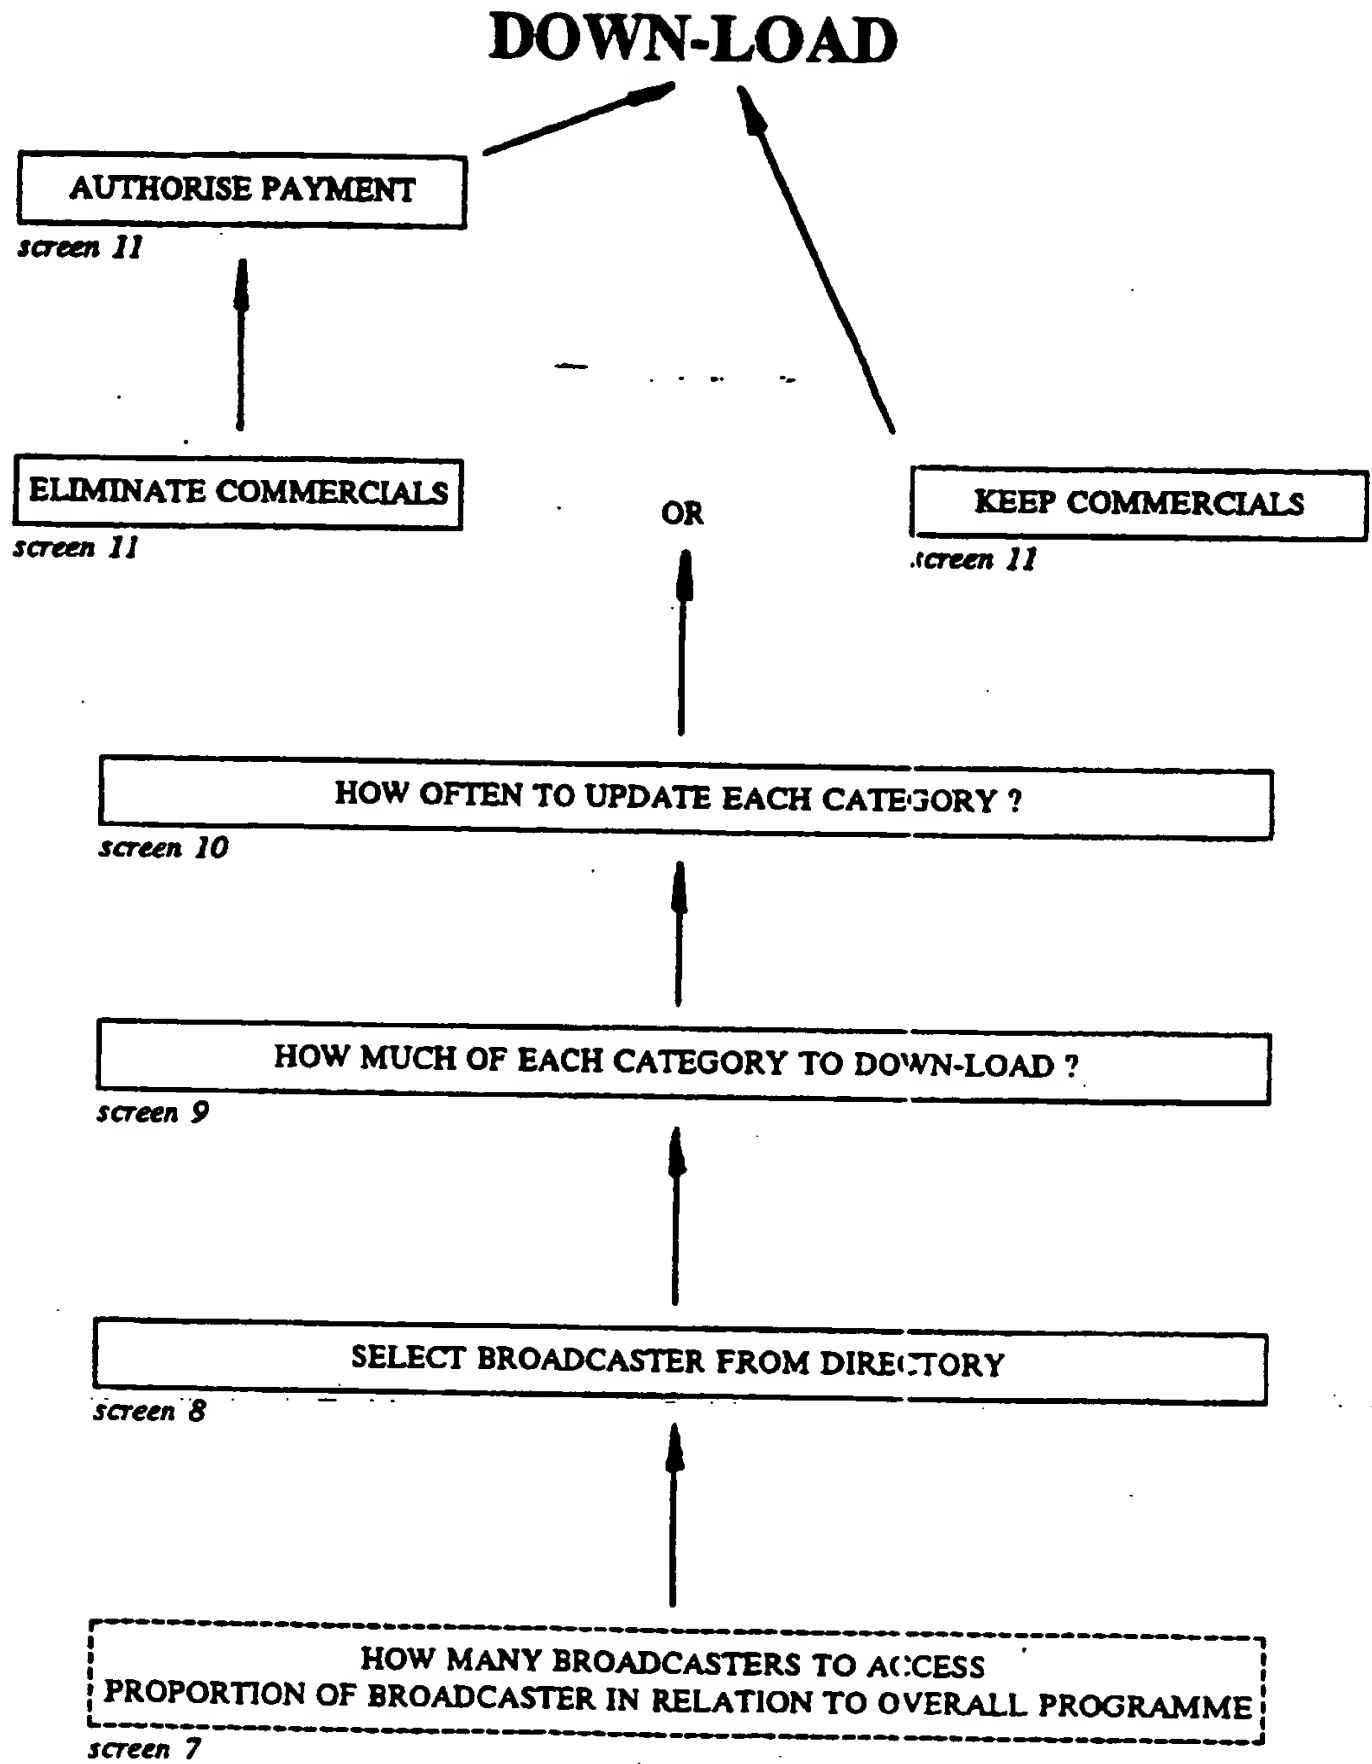 DOWN-LOAD
AUTHORISE PAYMENT
screen 11
ELIMINATE COMMERCIALS
screen 11
OR
KEEP COMMERCIALS
screen 11
HOW OFTEN TO UPDATE EACH CATEGORY ?
screen 10
HOW MUCH OF EACH CATEGORY TO DOWN-LOAD ?
screen 9
SELECT BROADCASTER FROM DIRECTORY
screen 8
HOW MANY BROADCASTERS TO ACCESS
PROPORTION OF BROADCASTER IN RELATION TO OVERALL PROGRAMME
screen 7